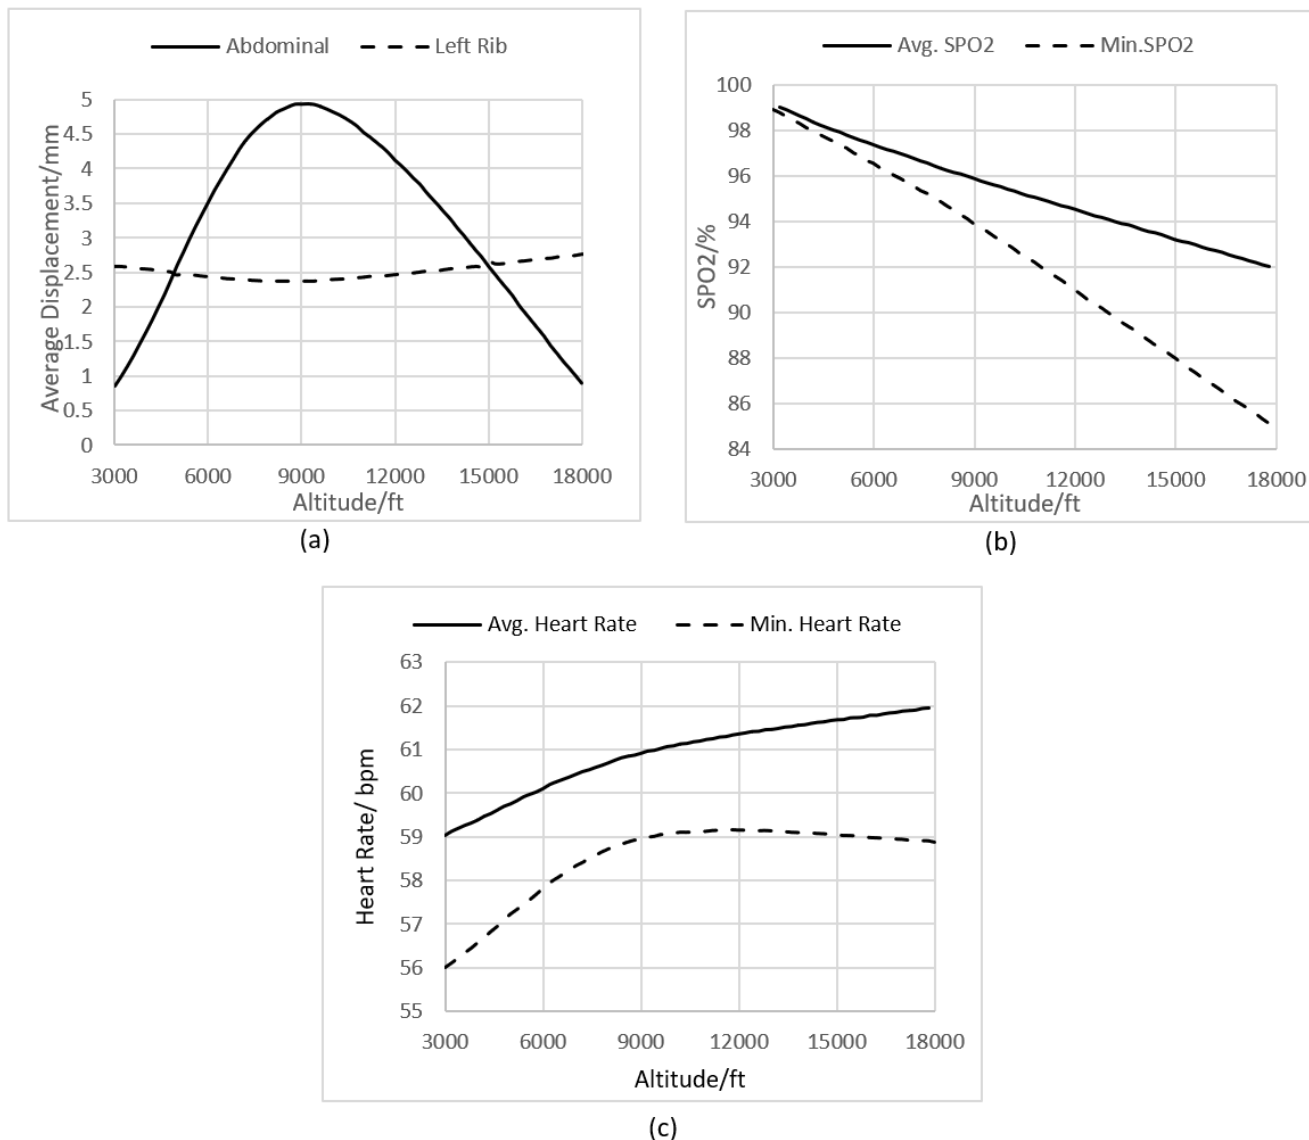 Abdominal Left Rib
Average Displacement/mm
5
4.5
4
3.5
3
2.5
2
1.5
1
0.5
0
3000 6000 9000 12000 15000 18000
Altitude/ft
(a)
Avg. SPO2 Min.SPO2
SPO2/%
100
98
96
94
92
90
88
86
84
3000 6000 9000 12000 15000 18000
Altitude/ft
(b)
Avg. Heart Rate Min. Heart Rate
Heart Rate/ bpm
63
62
61
60
59
58
57
56
55
3000 6000 9000 12000 15000 18000
Altitude/ft
(c)